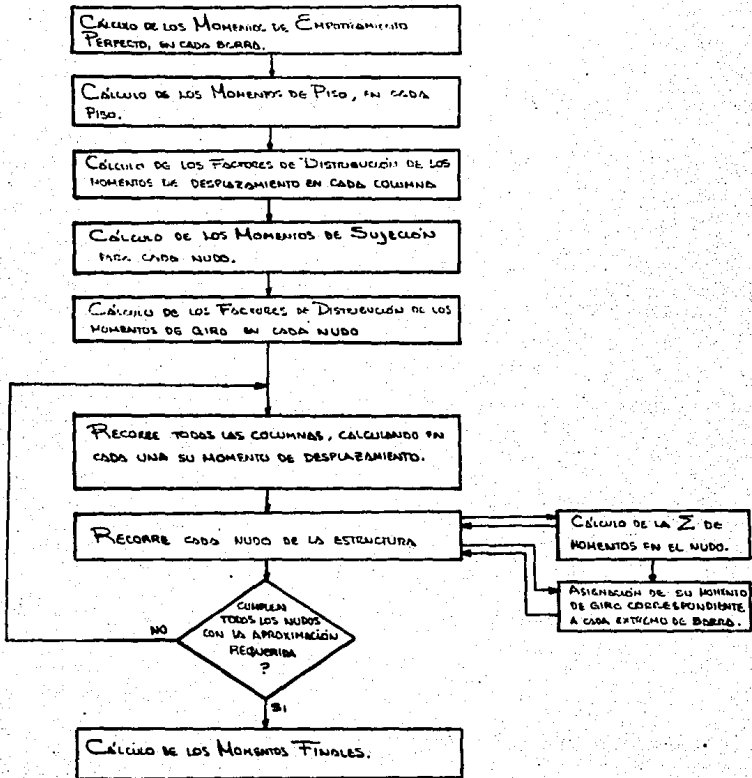 CÁLCULO DE LOS MOMENTOS DE EMPOTRAMIENTO
PERFECTO, EN CADA BARRA.
CÁLCULO DE LOS MOMENTOS DE PISO, EN CADA
PISO.
CÁLCULO DE LOS FACTORES DE DISTRIBUCIÓN DE LOS
MOMENTOS DE DESPLAZAMIENTO EN CADA COLUMNA
CÁLCULO DE LOS MOMENTOS DE SUJECIÓN
PARA CADA NUDO.
CÁLCULO DE LOS FACTORES DE DISTRIBUCIÓN DE LOS
MOMENTOS DE GIRO EN CADA NUDO
RECORRE TODAS LAS COLUMNAS, CALCULANDO EN
CADA UNA SU MOMENTO DE DESPLAZAMIENTO.
RECORRE CADA NUDO DE LA ESTRUCTURA
CÁLCULO DE LA Σ DE
MOMENTOS EN EL NUDO.
ASIGNACIÓN DE SU MOMENTO
DE GIRO CORRESPONDIENTE
A CADA EXTREMO DE BARRA.
CUMPLEN
TODOS LOS NUDOS
CON LA APROXIMACIÓN
REQUERIDA
?
NO
SI
CÁLCULO DE LOS MOMENTOS FINALES.